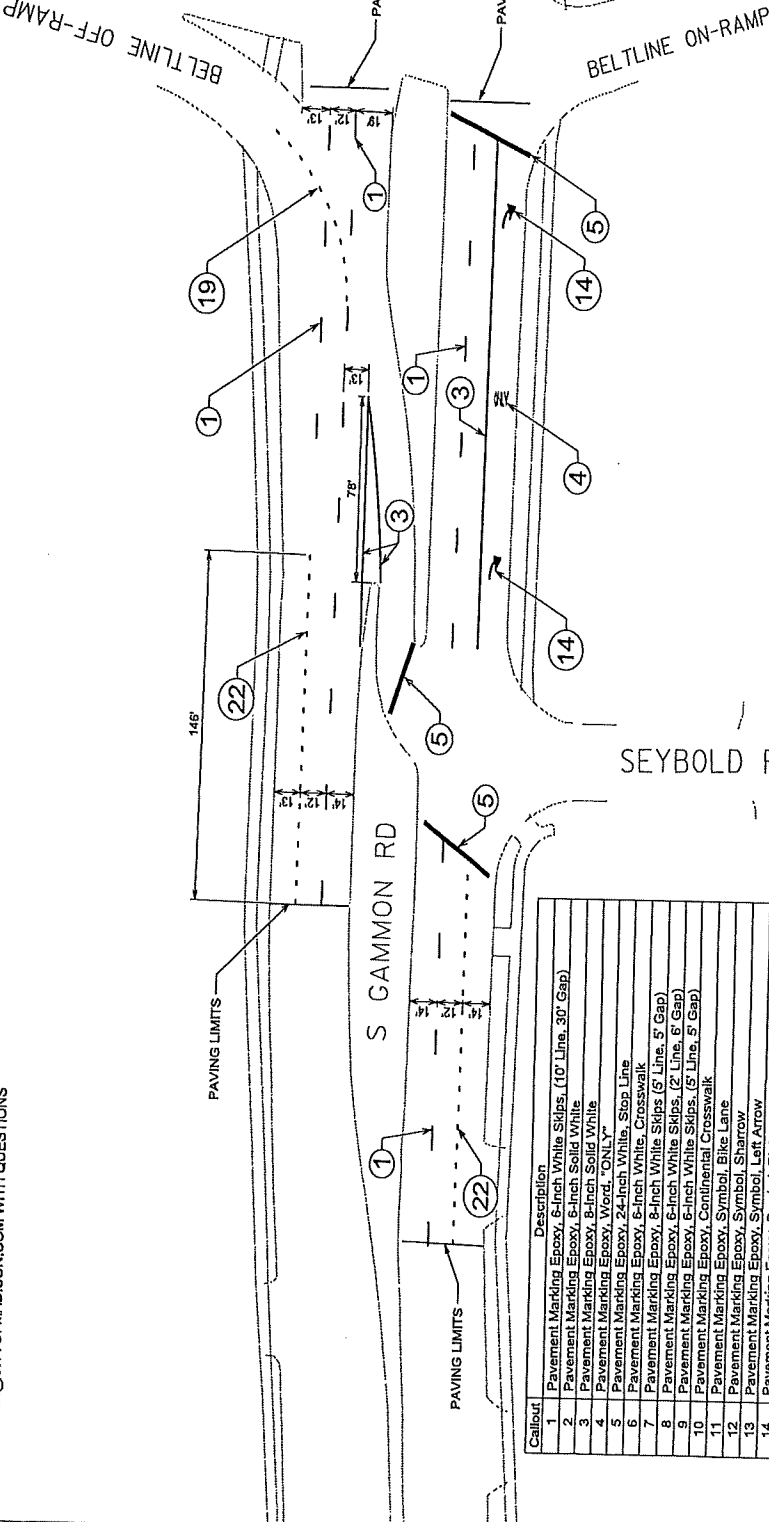 BELTLINE OFF-RAMP
BELTLINE ON-RAMP
PAV
PAV
13'
12'
19'
1
19
1
13'
78'
3
22
146'
13'
12'
14'
PAVING LIMITS
S GAMMON RD
5
5
5
1
3
14
4
14
SEYBOLD
14'
12'
14'
1
22
PAVING LIMITS
WITH QUESTIONS
Callout Description
1 Pavement Marking Epoxy, 6-Inch White Skips, (10' Line, 30' Gap)
2 Pavement Marking Epoxy, 6-Inch Solid White
3 Pavement Marking Epoxy, 8-Inch Solid White
4 Pavement Marking Epoxy, Word, "ONLY"
5 Pavement Marking Epoxy, 24-Inch White, Stop Line
6 Pavement Marking Epoxy, 6-Inch White, Crosswalk
7 Pavement Marking Epoxy, 8-Inch White Skips (5' Line, 5' Gap)
8 Pavement Marking Epoxy, 6-Inch White Skips, (2' Line, 6' Gap)
9 Pavement Marking Epoxy, 6-Inch White Skips, (5' Line, 5' Gap)
10 Pavement Marking Epoxy, Continental Crosswalk
11 Pavement Marking Epoxy, Symbol, Bike Lane
12 Pavement Marking Epoxy, Symbol, Sharrow
13 Pavement Marking Epoxy, Symbol, Left Arrow
14 Pavement Marking